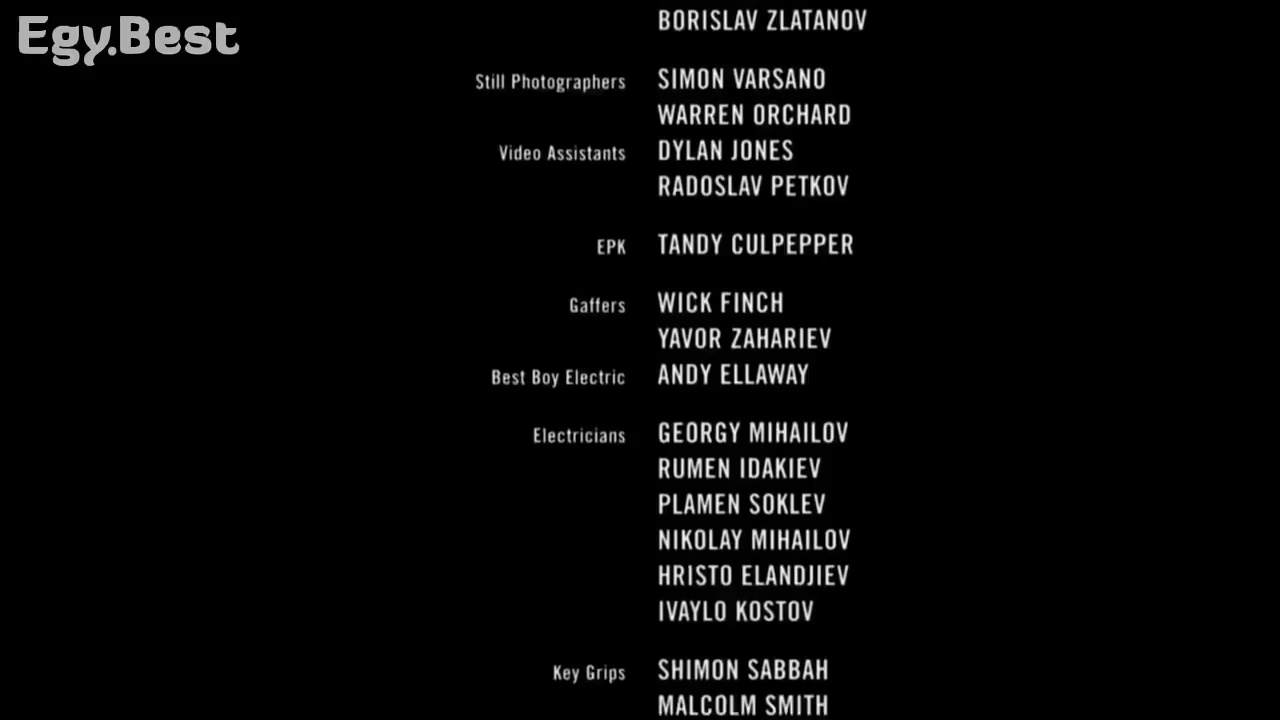 Egy.Best
BORISLAV ZLATANOV
Still Photographers SIMON VARSANO
WARREN ORCHARD
Video Assistants DYLAN JONES
RADOSLAV PETKOV
EPK TANDY CULPEPPER
Gaffers WICK FINCH
YAVOR ZAHARIEV
Best Boy Electric ANDY ELLAWAY
Electricians GEORGY MIHAILOV
RUMEN IDAKIEV
PLAMEN SOKLEV
NIKOLAY MIHAILOV
HRISTO ELANDJIEV
IVAYLO KOSTOV
Key Grips SHIMON SABBAH
MALCOLM SMITH